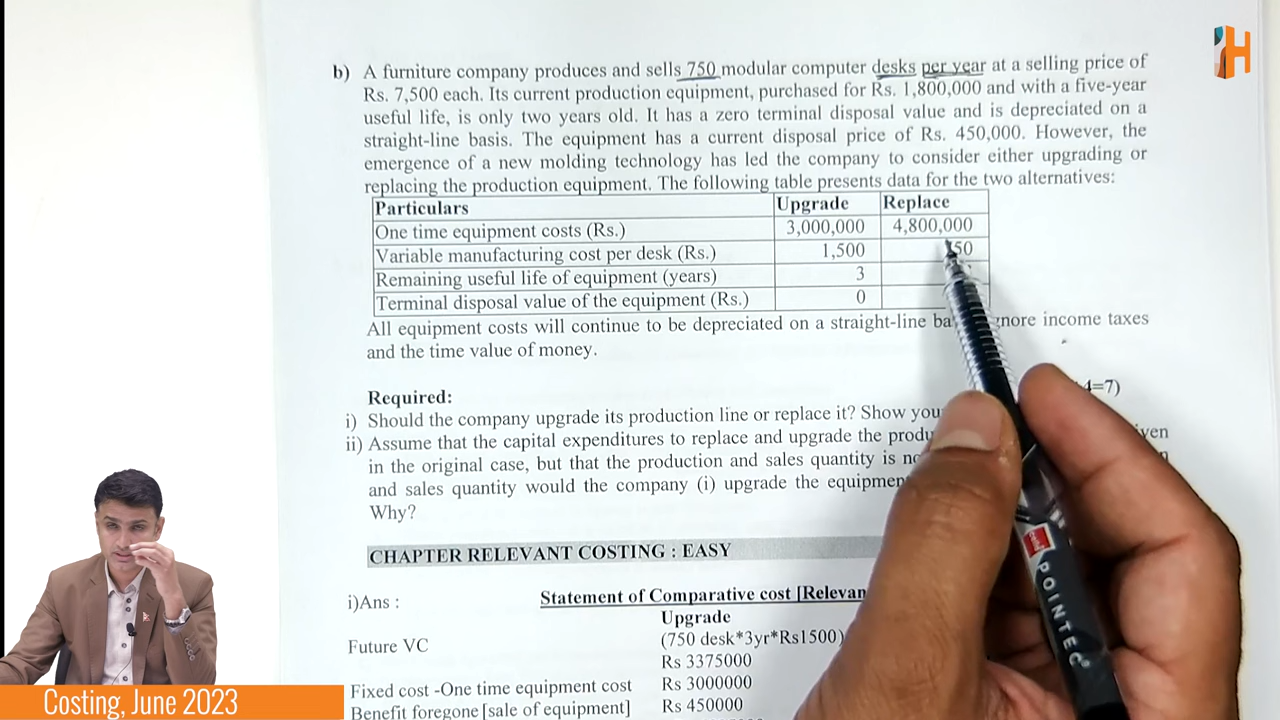 b) A furniture company produces and sells 750 modular computer desks per year at a selling price of
Rs. 7,500 each. Its current production equipment, purchased for Rs. 1,800,000 and with a five-year
useful life, is only two years old. It has a zero terminal disposal value and is depreciated on a
straight-line basis. The equipment has a current disposal price of Rs. 450,000. However, the
emergence of a new molding technology has led the company to consider either upgrading or
replacing the production equipment. The following table presents data for the two alternatives:
Particulars Upgrade Replace
One time equipment costs (Rs.) 3,000,000 4,800,000
Variable manufacturing cost per desk (Rs.) 1,500 50
Remaining useful life of equipment (years) 3
Terminal disposal value of the equipment (Rs.) 0
All equipment costs will continue to be depreciated on a straight-line income taxes
and the time value of money.
=7)
Required:
i) Should the company upgrade its production line or replace it? Show
ii) Assume that the capital expenditures to replace and upgrade the
in the original case, but that the production and sales quantity is
and sales quantity would the company (i) upgrade the
Why?
CHAPTER RELEVANT COSTING : EASY
i)Ans : Statement of Comparative cost
Upgrade
Future VC (750 desk*3yr*Rs1500)
Rs 3375000
Fixed cost -One time equipment cost Rs 3000000
Benefit foregone [sale of equipment] Rs 450000
Costing, June 2023
H
POINTEC